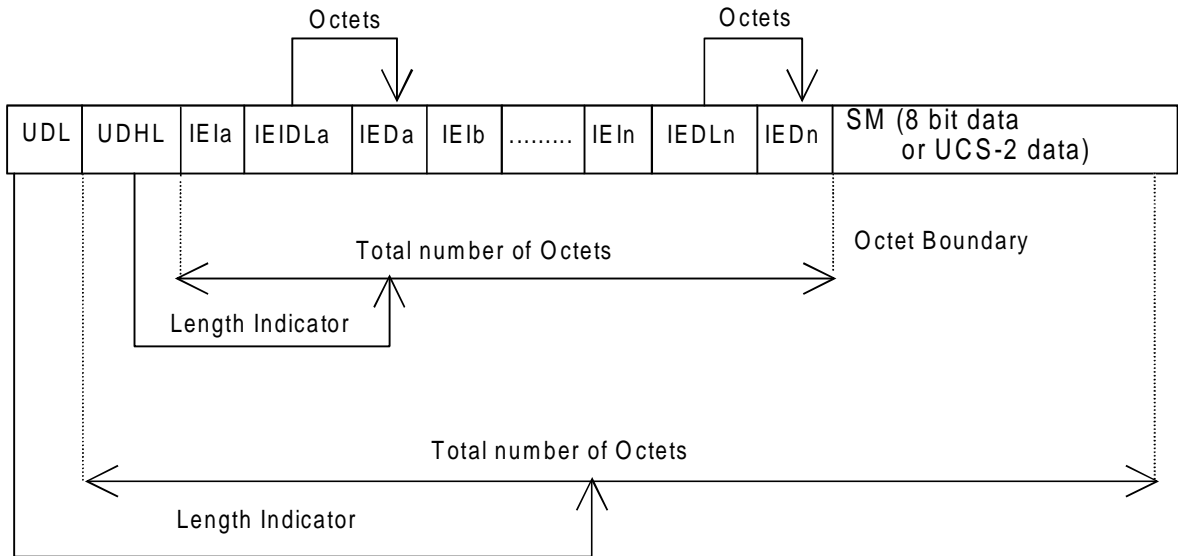 Octets Octets
UDL UDHL IEIa IEIDLa IEDa IEIb ......... IEIn IEDLn IEDn SM (8 bit data
or UCS-2 data)
Total number of Octets
Octet Boundary
Length Indicator
Total number of Octets
Length Indicator